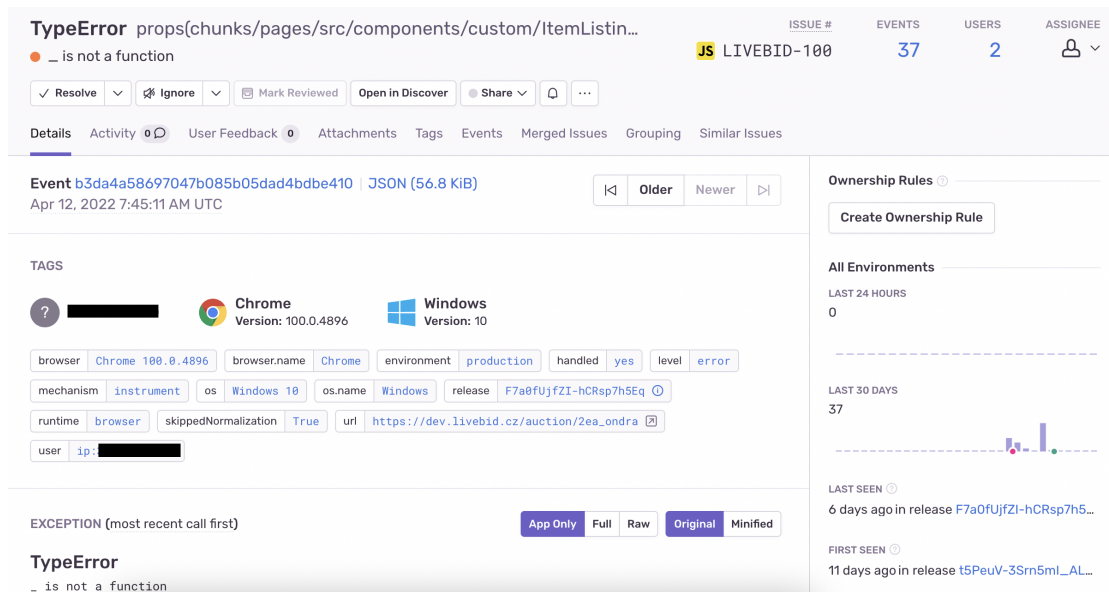 TypeError props(chunks/pages/src/components/custom/ItemListin…
_ is not a function
ISSUE #
JS LIVEBID-100
EVENTS
37
USERS
2
ASSIGNEE
Resolve
Ignore
Mark Reviewed
Open in Discover
Share
Details
Activity 0
User Feedback 0
Attachments
Tags
Events
Merged Issues
Grouping
Similar Issues
Event b3da4a58697047b085b05dad4bdbe410 | JSON (56.8 KiB)
Apr 12, 2022 7:45:11 AM UTC
Older
Newer
TAGS
?
Chrome
Version: 100.0.4896
Windows
Version: 10
browser Chrome 100.0.4896
browser.name Chrome
environment production
handled yes
level error
mechanism instrument
os Windows 10
os.name Windows
release F7a0fUjfZI-hCRsp7h5Eq
runtime browser
skippedNormalization True
url https://dev.livebid.cz/auction/2ea_ondra
user ip:
EXCEPTION (most recent call first)
App Only
Full
Raw
Original
Minified
TypeError
_ is not a function
Ownership Rules ?
Create Ownership Rule
All Environments
LAST 24 HOURS
0
LAST 30 DAYS
37
LAST SEEN ?
6 days ago in release F7a0fUjfZI-hCRsp7h5…
FIRST SEEN ?
11 days ago in release t5PeuV-3Srn5mI_AL…